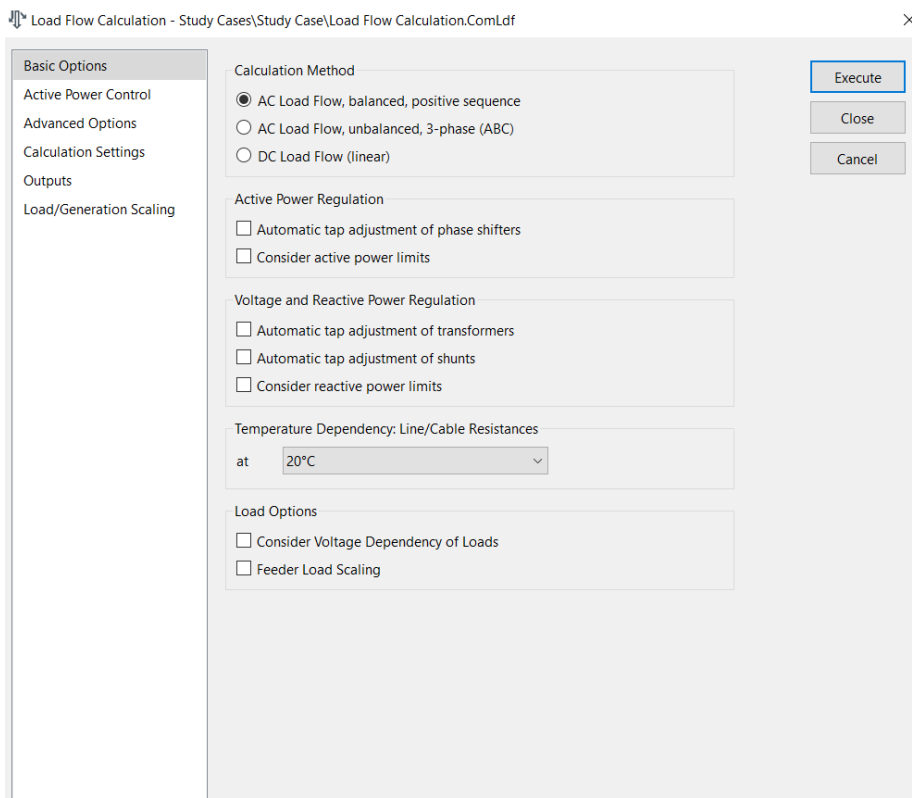 Load Flow Calculation - Study Cases\Study Case\Load Flow Calculation.ComLdf
Basic Options
Active Power Control
Advanced Options
Calculation Settings
Outputs
Load/Generation Scaling
Calculation Method
AC Load Flow, balanced, positive sequence
AC Load Flow, unbalanced, 3-phase (ABC)
DC Load Flow (linear)
Active Power Regulation
Automatic tap adjustment of phase shifters
Consider active power limits
Voltage and Reactive Power Regulation
Automatic tap adjustment of transformers
Automatic tap adjustment of shunts
Consider reactive power limits
Temperature Dependency: Line/Cable Resistances
at 20°C
Load Options
Consider Voltage Dependency of Loads
Feeder Load Scaling
Execute
Close
Cancel